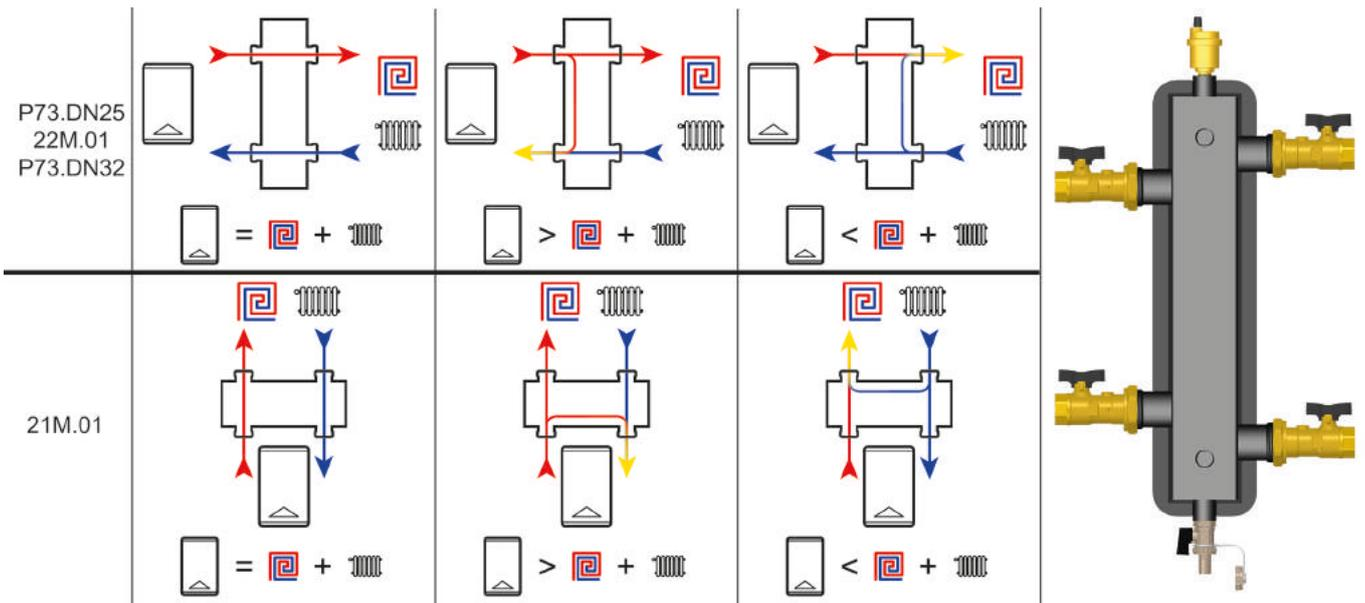 P73.DN25
22M.01
P73.DN32
= +
> +
< +
21M.01
= +
> +
< +